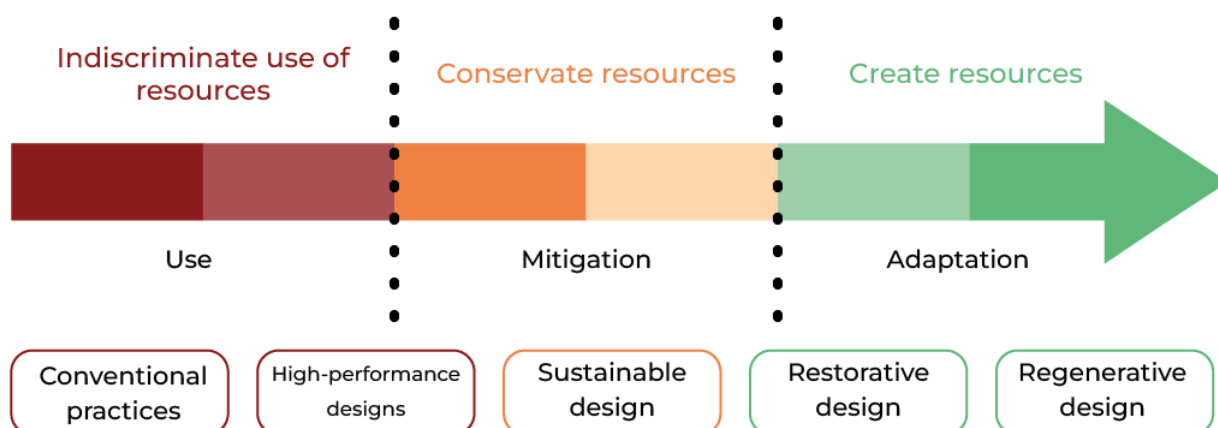 Indiscriminate use of
resources
Conservate resources
Create resources
Use
Mitigation
Adaptation
Conventional
practices
High-performance
designs
Sustainable
design
Restorative
design
Regenerative
design